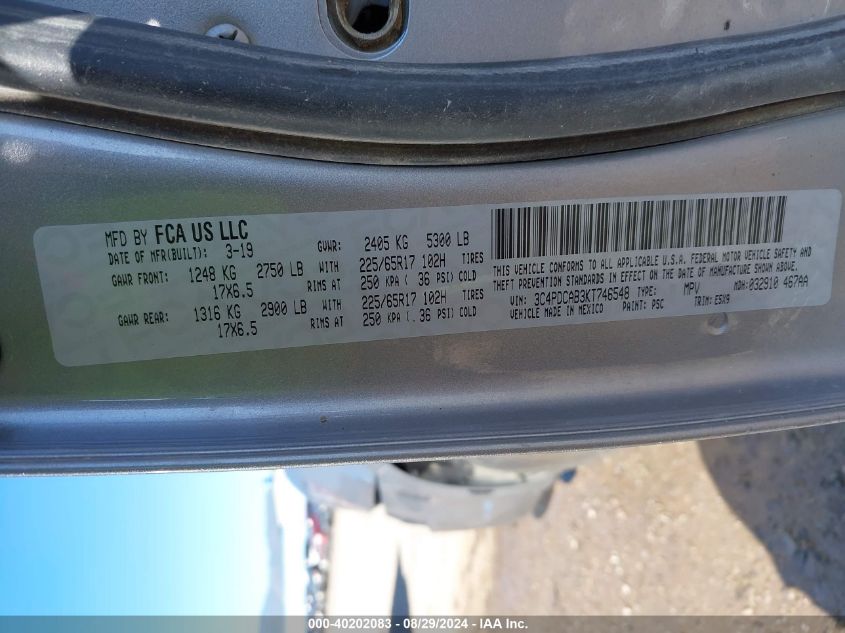 MFD BY FCA US LLC
DATE OF MFR(BUILT): 3-19 GVWR: 2405 KG 5300 LB
GAWR FRONT: 1248 KG 2750 LB WITH 225/65R17 102H TIRES
17X6.5 RIMS AT 250 KPA ( 36 PSI) COLD
GAWR REAR: 1316 KG 2900 LB WITH 225/65R17 102H TIRES
17X6.5 RIMS AT 250 KPA ( 36 PSI) COLD
THIS VEHICLE CONFORMS TO ALL APPLICABLE U.S.A. FEDERAL MOTOR VEHICLE SAFETY AND
THEFT PREVENTION STANDARDS IN EFFECT ON THE DATE OF MANUFACTURE SHOWN ABOVE.
VIN: 3C4PDCAB3KT746548 TYPE: MPV MDH: 032910 467AA
VEHICLE MADE IN MEXICO PAINT: PSC TRIM: E5X9
000-40202083 - 08/29/2024 - IAA Inc.